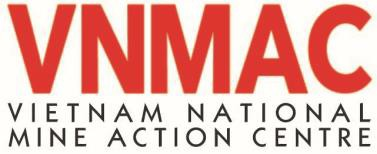 VNMAC
VIETNAM NATIONAL
MINE ACTION CENTRE